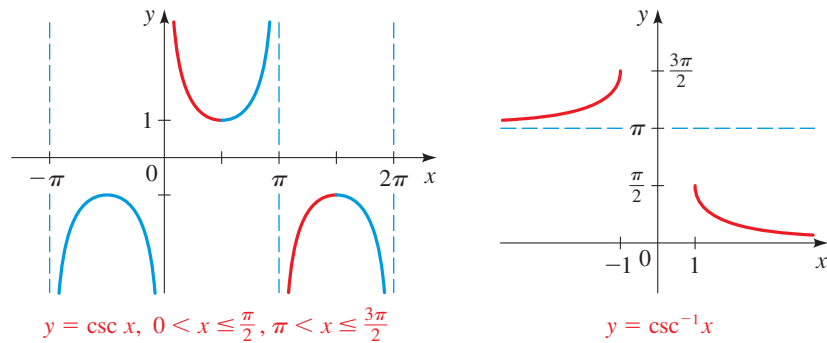 y
1
−π
0
π
2π
x
y = csc x, 0 < x ≤ π/2, π < x ≤ 3π/2
y
3π/2
π
π/2
−1
0
1
x
y = csc⁻¹x